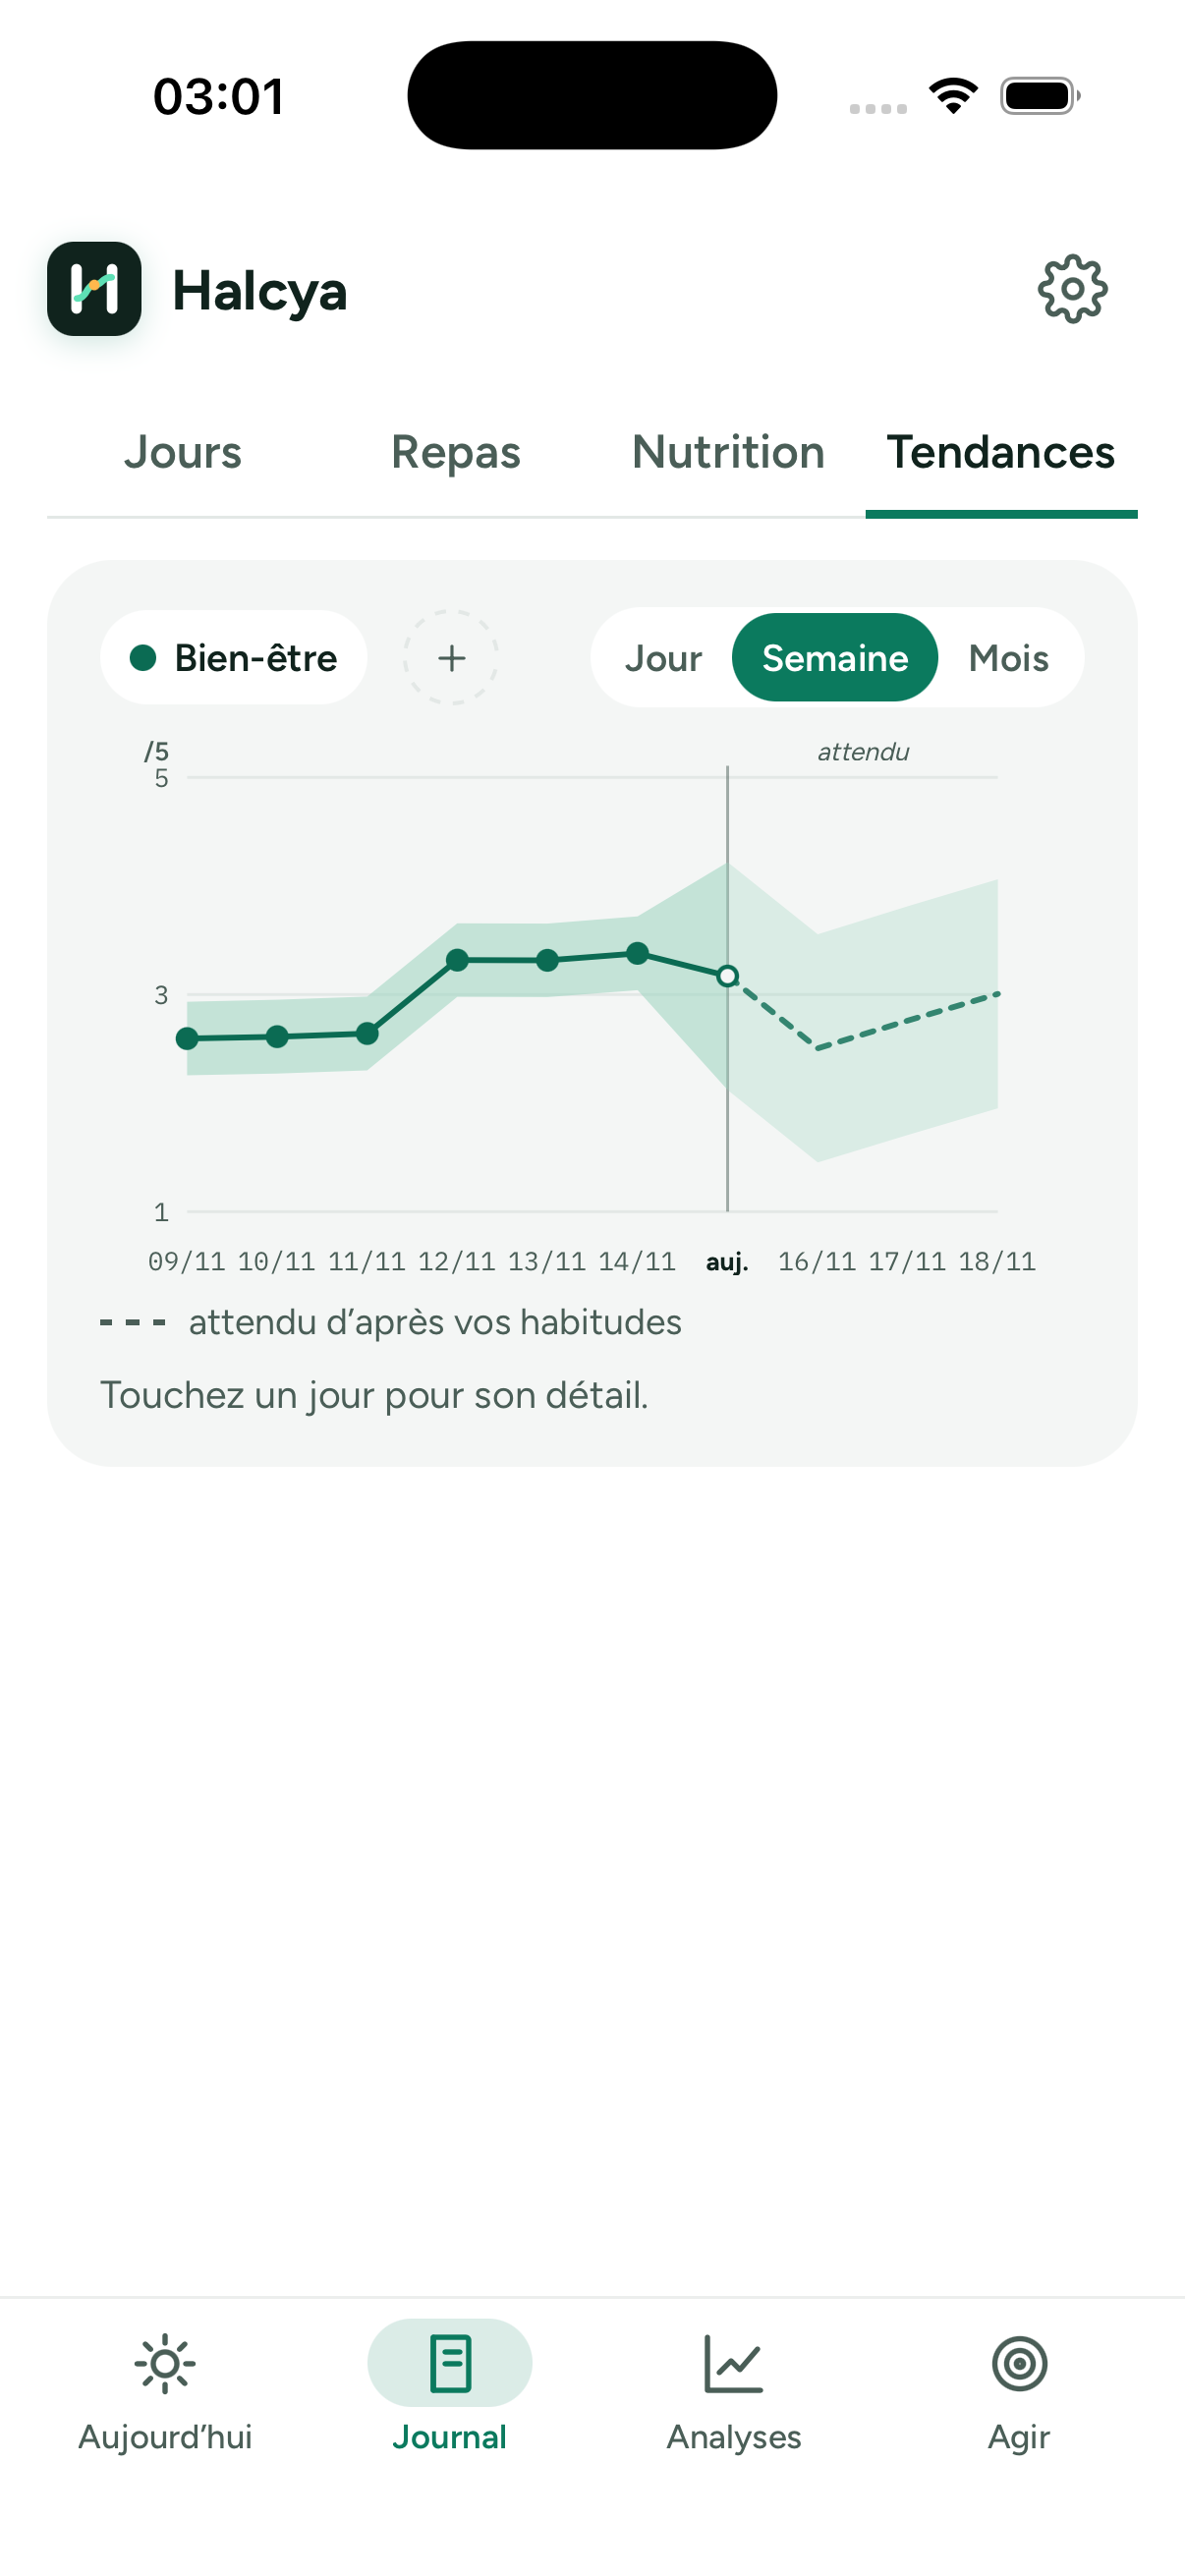 03:01
Halcya
Jours Repas Nutrition Tendances
Bien-être + Jour Semaine Mois
/5 attendu
5
3
1
09/11 10/11 11/11 12/11 13/11 14/11 auj. 16/11 17/11 18/11
attendu d’après vos habitudes
Touchez un jour pour son détail.
Aujourd’hui Journal Analyses Agir